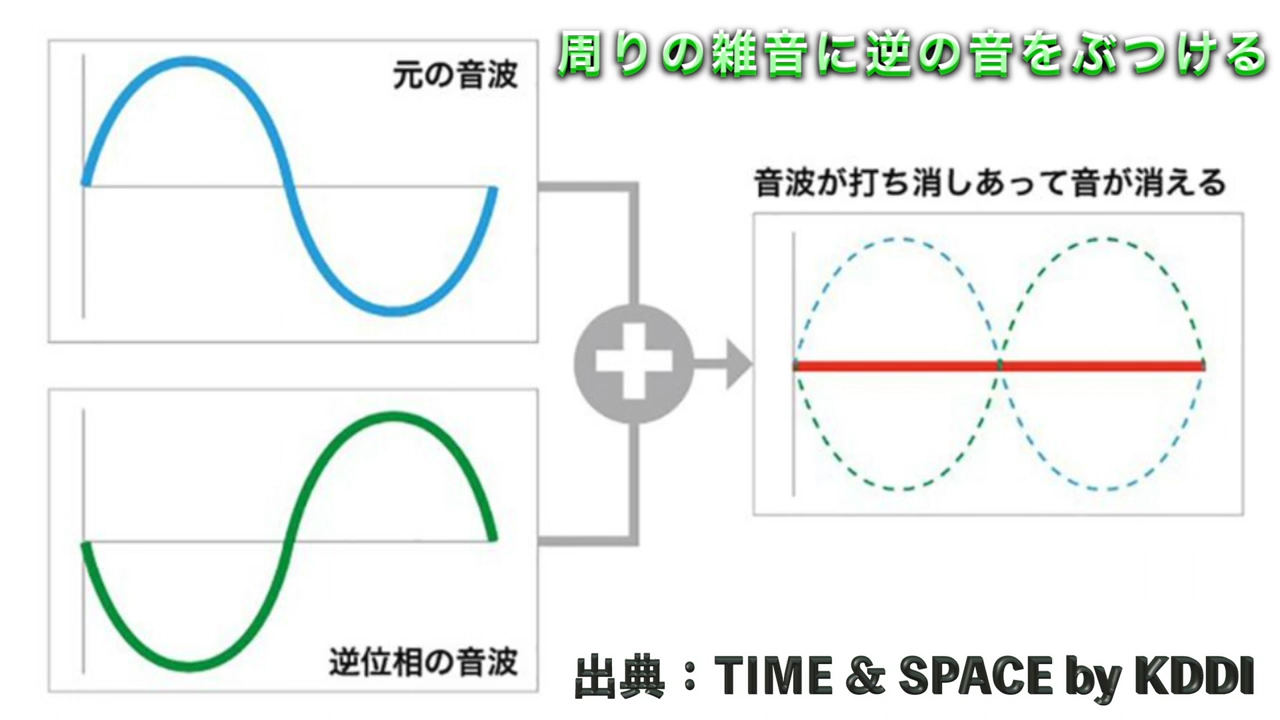 周りの雑音に逆の音をぶつける
元の音波
音波が打ち消しあって音が消える
逆位相の音波
出典：TIME & SPACE by KDDI